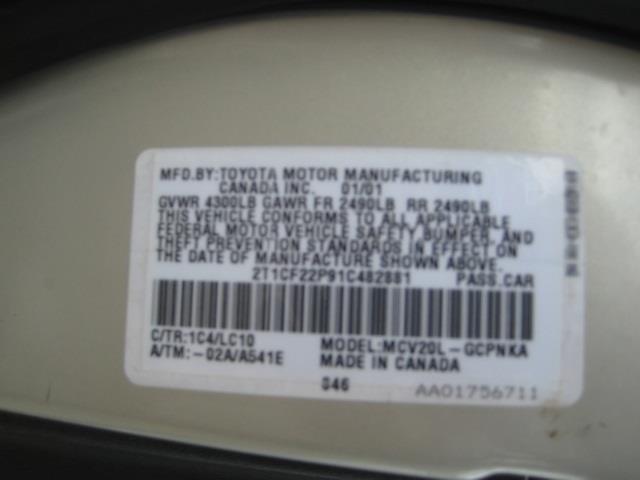 MFD.BY:TOYOTA MOTOR MANUFACTURING
CANADA INC. 01/01
GVWR 4300LB GAWR FR 2490LB RR 2490LB
THIS VEHICLE CONFORMS TO ALL APPLICABLE
FEDERAL MOTOR VEHICLE SAFETY BUMPER, AND
THEFT PREVENTION STANDARDS IN EFFECT ON
THE DATE OF MANUFACTURE SHOWN ABOVE.
2T1CF22P91C482881 PASS.CAR
C/TR:1C4/LC10 MODEL:MCV20L-GCPNKA
A/TM:-02A/A541E MADE IN CANADA
046 AA01756711